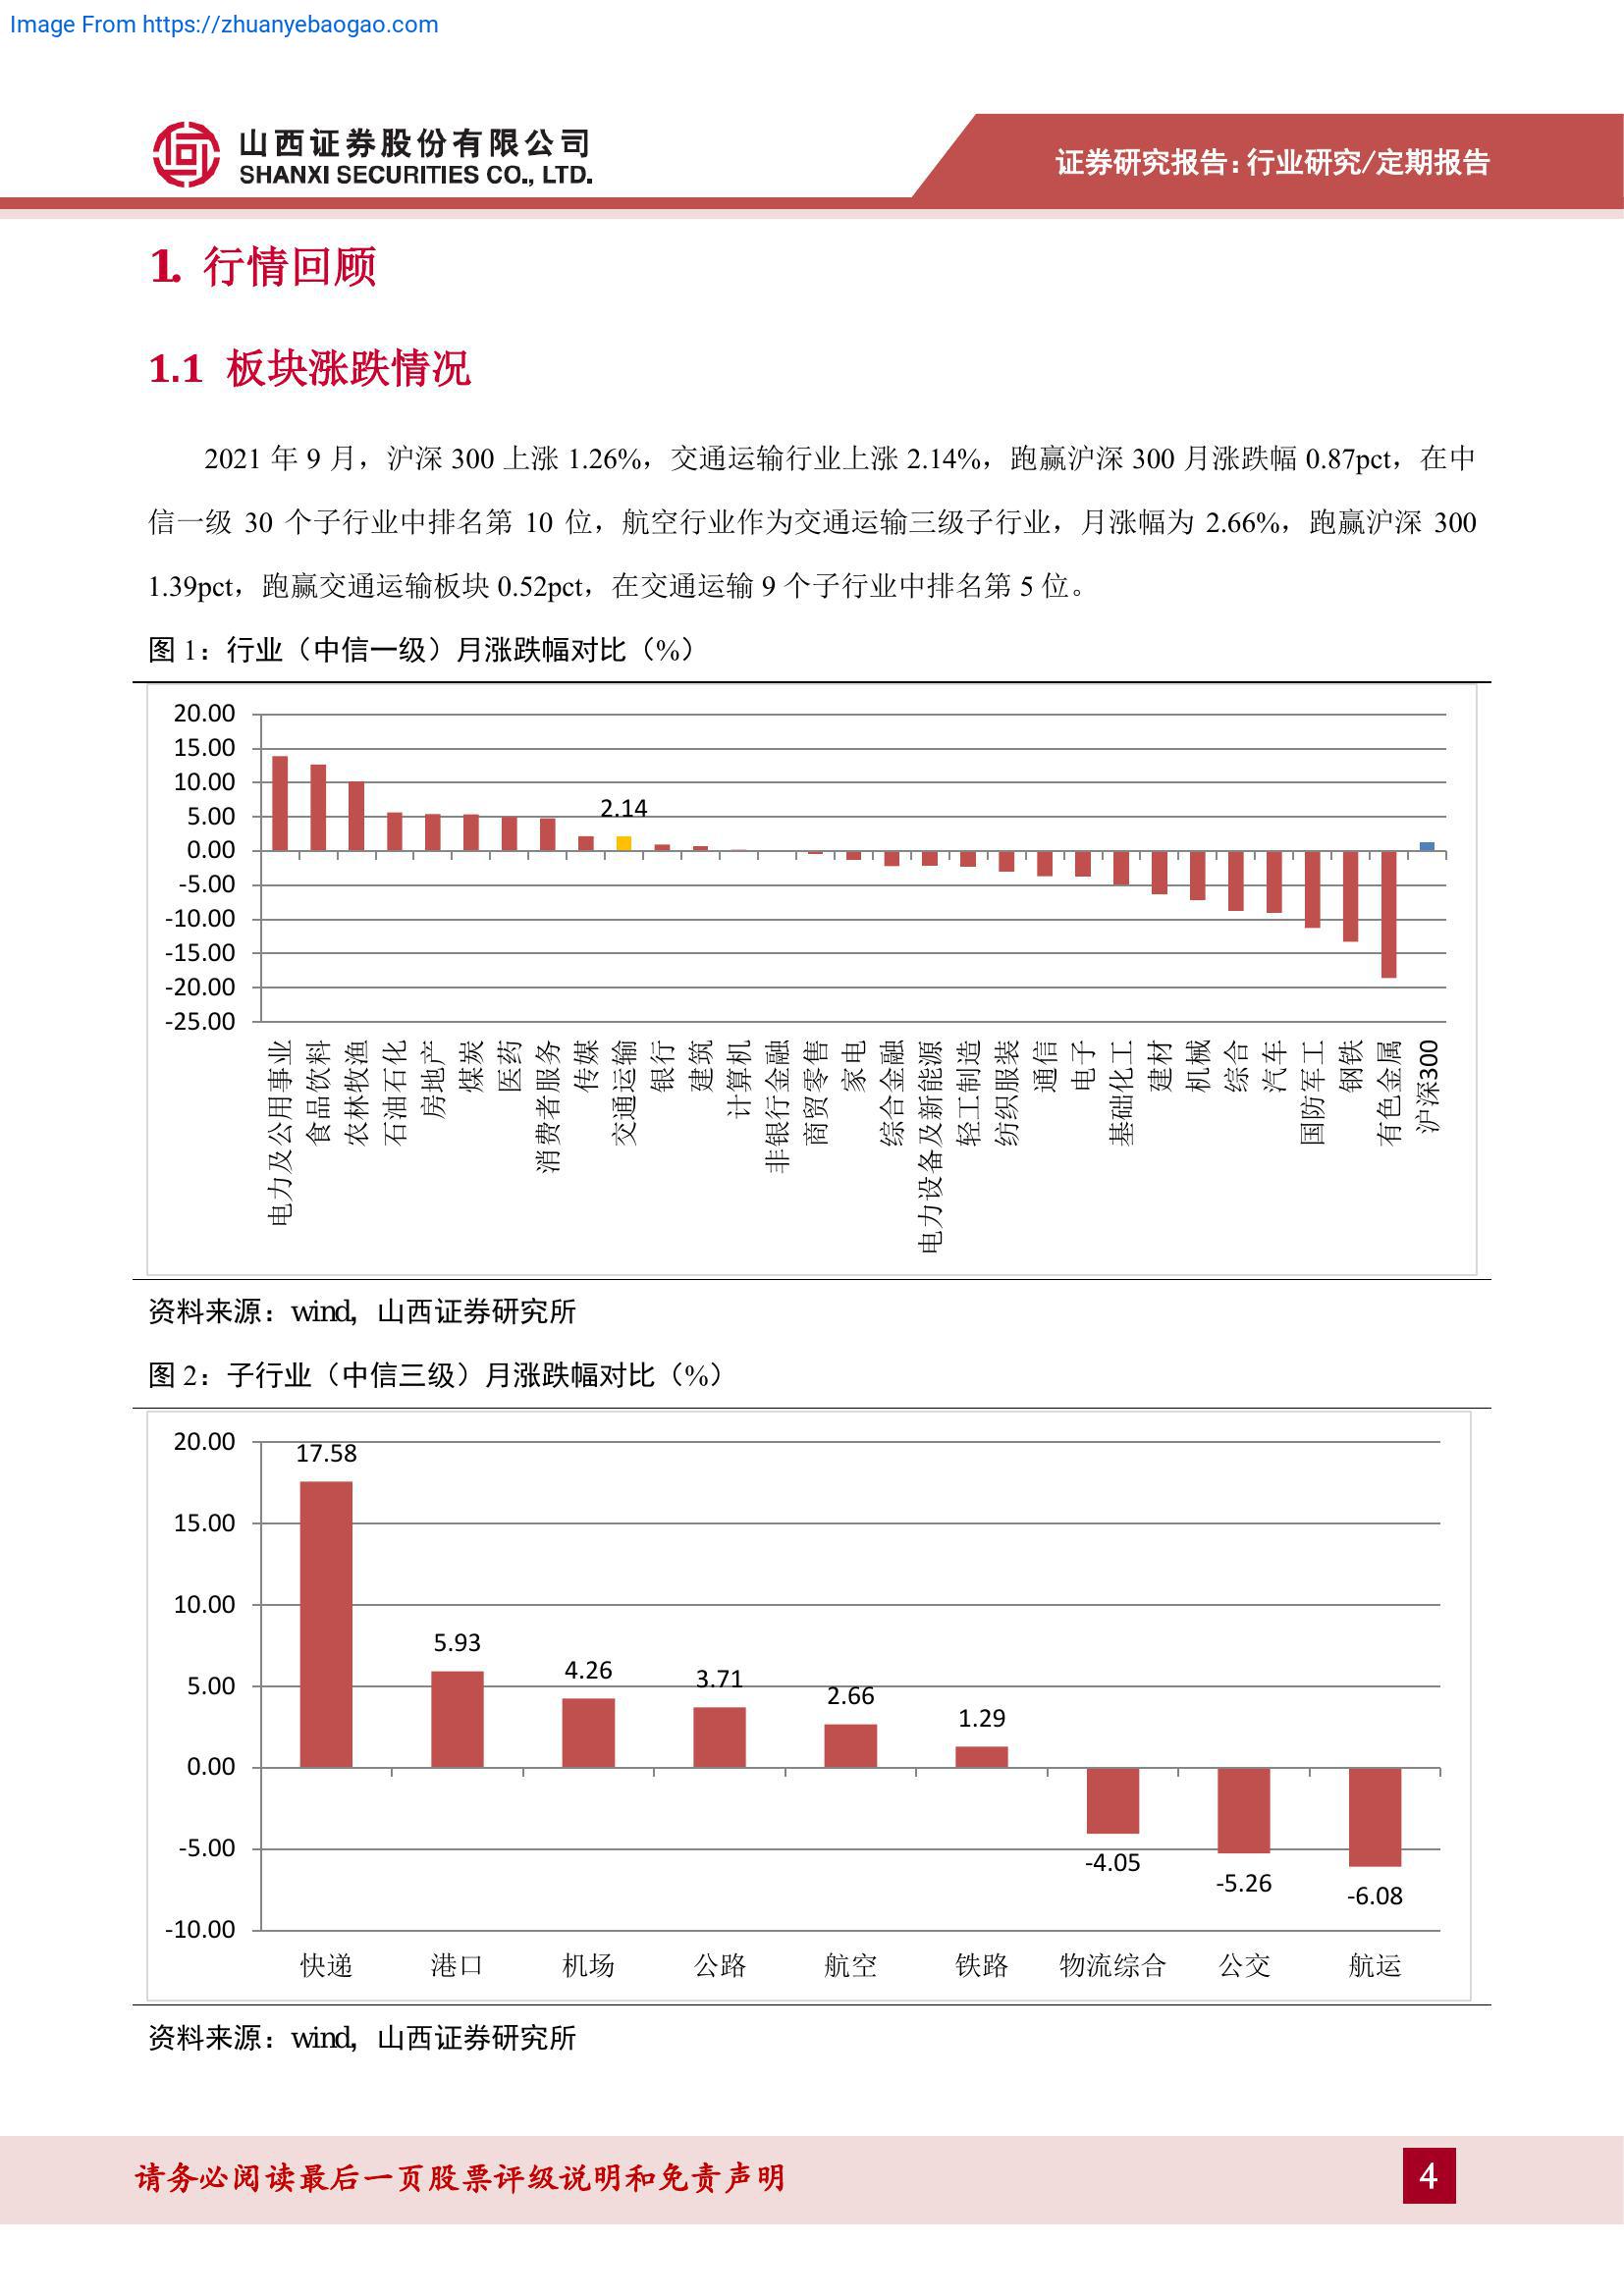 Image From https://zhuanyebaogao.com
山西证券股份有限公司
SHANXI SECURITIES CO., LTD.
证券研究报告:行业研究/定期报告
1. 行情回顾
1.1 板块涨跌情况
2021 年 9 月，沪深 300 上涨 1.26%，交通运输行业上涨 2.14%，跑赢沪深 300 月涨跌幅 0.87pct，在中
信一级 30 个子行业中排名第 10 位，航空行业作为交通运输三级子行业，月涨幅为 2.66%，跑赢沪深 300
1.39pct，跑赢交通运输板块 0.52pct，在交通运输 9 个子行业中排名第 5 位。
图 1：行业（中信一级）月涨跌幅对比（%）
20.00
15.00
10.00
5.00
0.00
-5.00
-10.00
-15.00
-20.00
-25.00
2.14
电力及公用事业
食品饮料
农林牧渔
石油石化
房地产
煤炭
医药
消费者服务
传媒
交通运输
银行
建筑
计算机
非银行金融
商贸零售
家电
综合金融
电力设备及新能源
轻工制造
纺织服装
通信
电子
基础化工
建材
机械
综合
汽车
国防军工
钢铁
有色金属
沪深300
资料来源：wind，山西证券研究所
图 2：子行业（中信三级）月涨跌幅对比（%）
20.00
15.00
10.00
5.00
0.00
-5.00
-10.00
17.58
5.93
4.26
3.71
2.66
1.29
-4.05
-5.26
-6.08
快递
港口
机场
公路
航空
铁路
物流综合
公交
航运
资料来源：wind，山西证券研究所
请务必阅读最后一页股票评级说明和免责声明
4